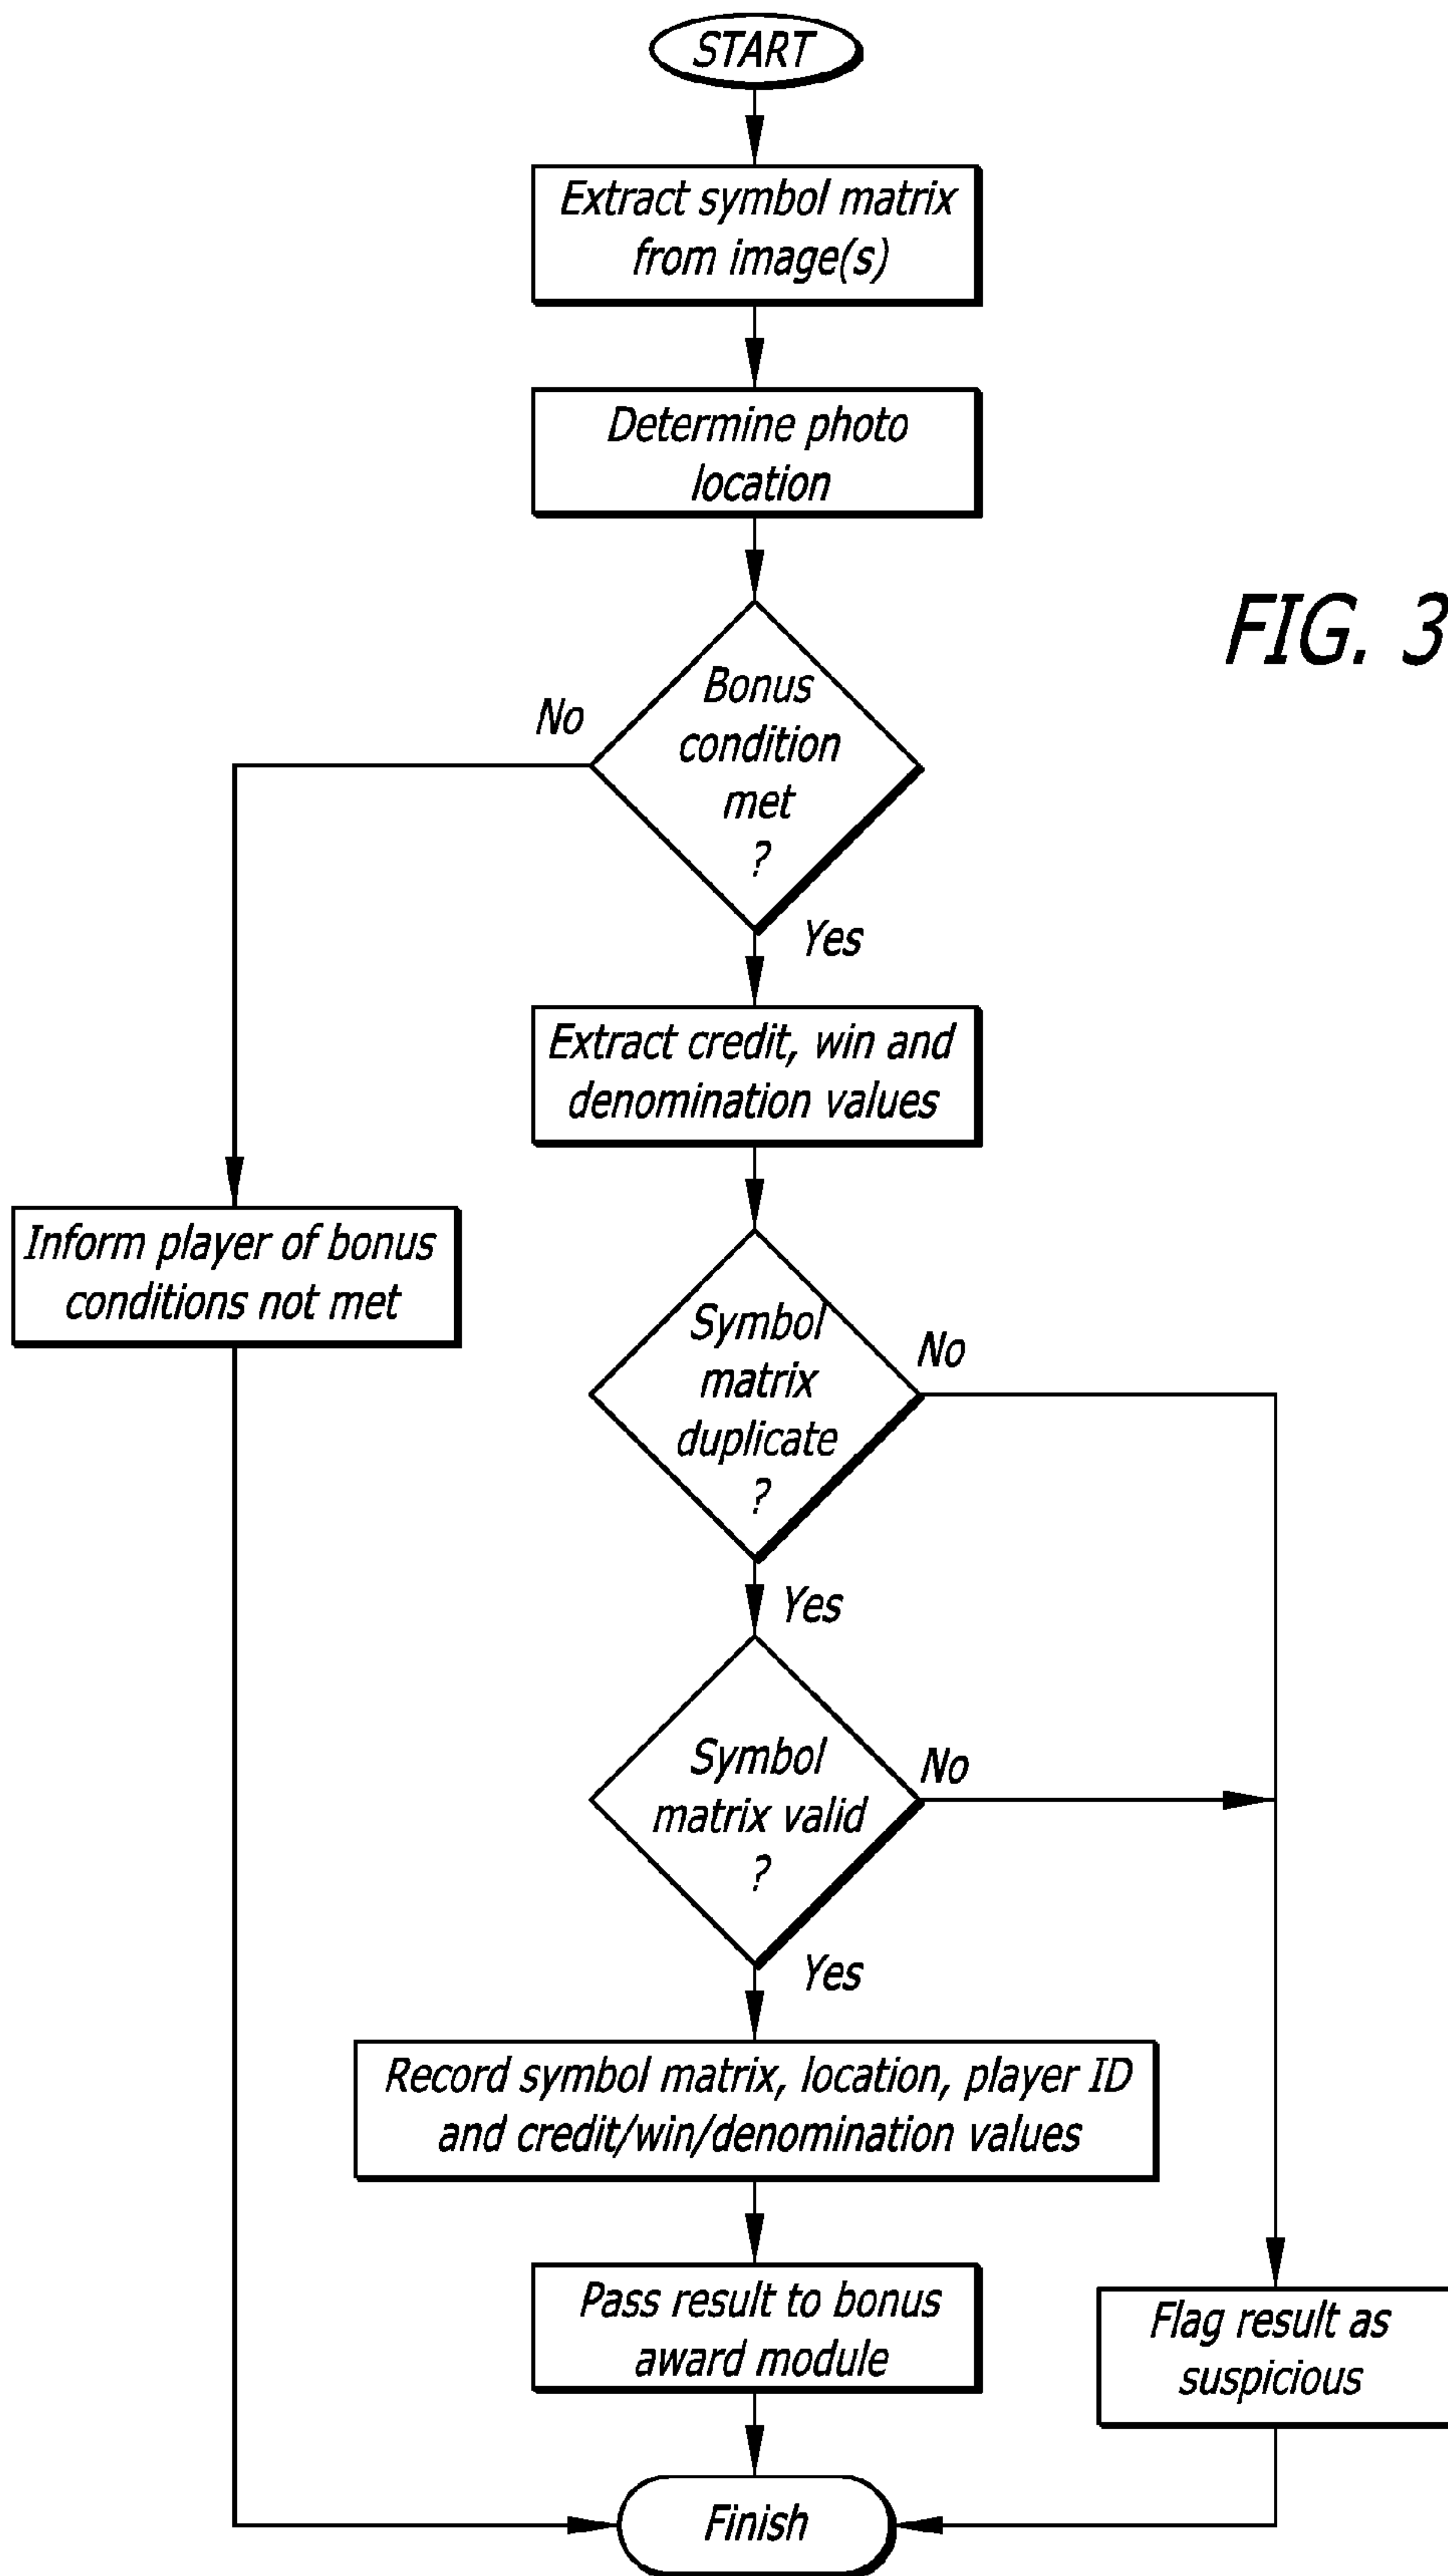 START
Extract symbol matrix
from image(s)
Determine photo
location
FIG. 3
Bonus
condition
met
?
No
Yes
Extract credit, win and
denomination values
Inform player of bonus
conditions not met
Symbol
matrix
duplicate
?
No
Yes
Symbol
matrix valid
?
No
Yes
Record symbol matrix, location, player ID
and credit/win/denomination values
Pass result to bonus
award module
Flag result as
suspicious
Finish